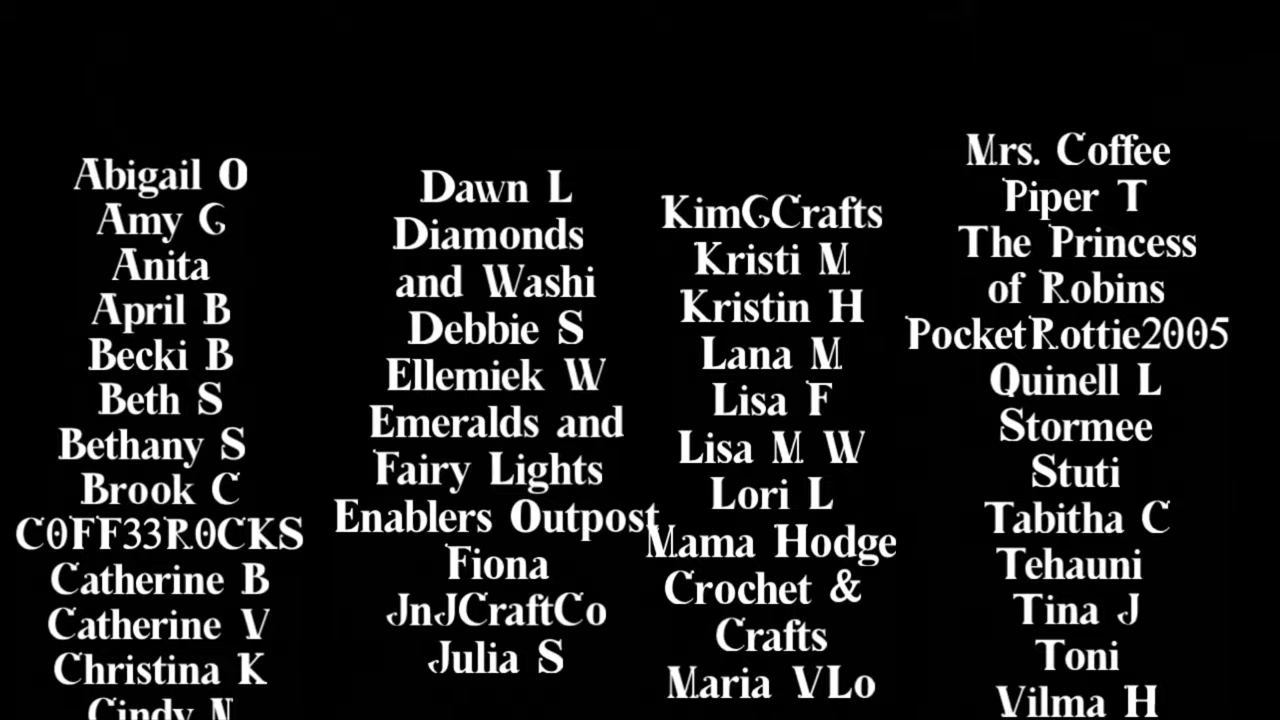 Abigail O
Amy G
Anita
April B
Becki B
Beth S
Bethany S
Brook C
C0FF33R0CKS
Catherine B
Catherine V
Christina K
Cindy N
Dawn L
Diamonds
and Washi
Debbie S
Ellemiek W
Emeralds and
Fairy Lights
Enablers Outpost
Fiona
JnJCraftCo
Julia S
KimGCrafts
Kristi M
Kristin H
Lana M
Lisa F
Lisa M W
Lori L
Mama Hodge
Crochet &
Crafts
Maria VLo
Mrs. Coffee
Piper T
The Princess
of Robins
PocketRottie2005
Quinell L
Stormee
Stuti
Tabitha C
Tehauni
Tina J
Toni
Vilma H